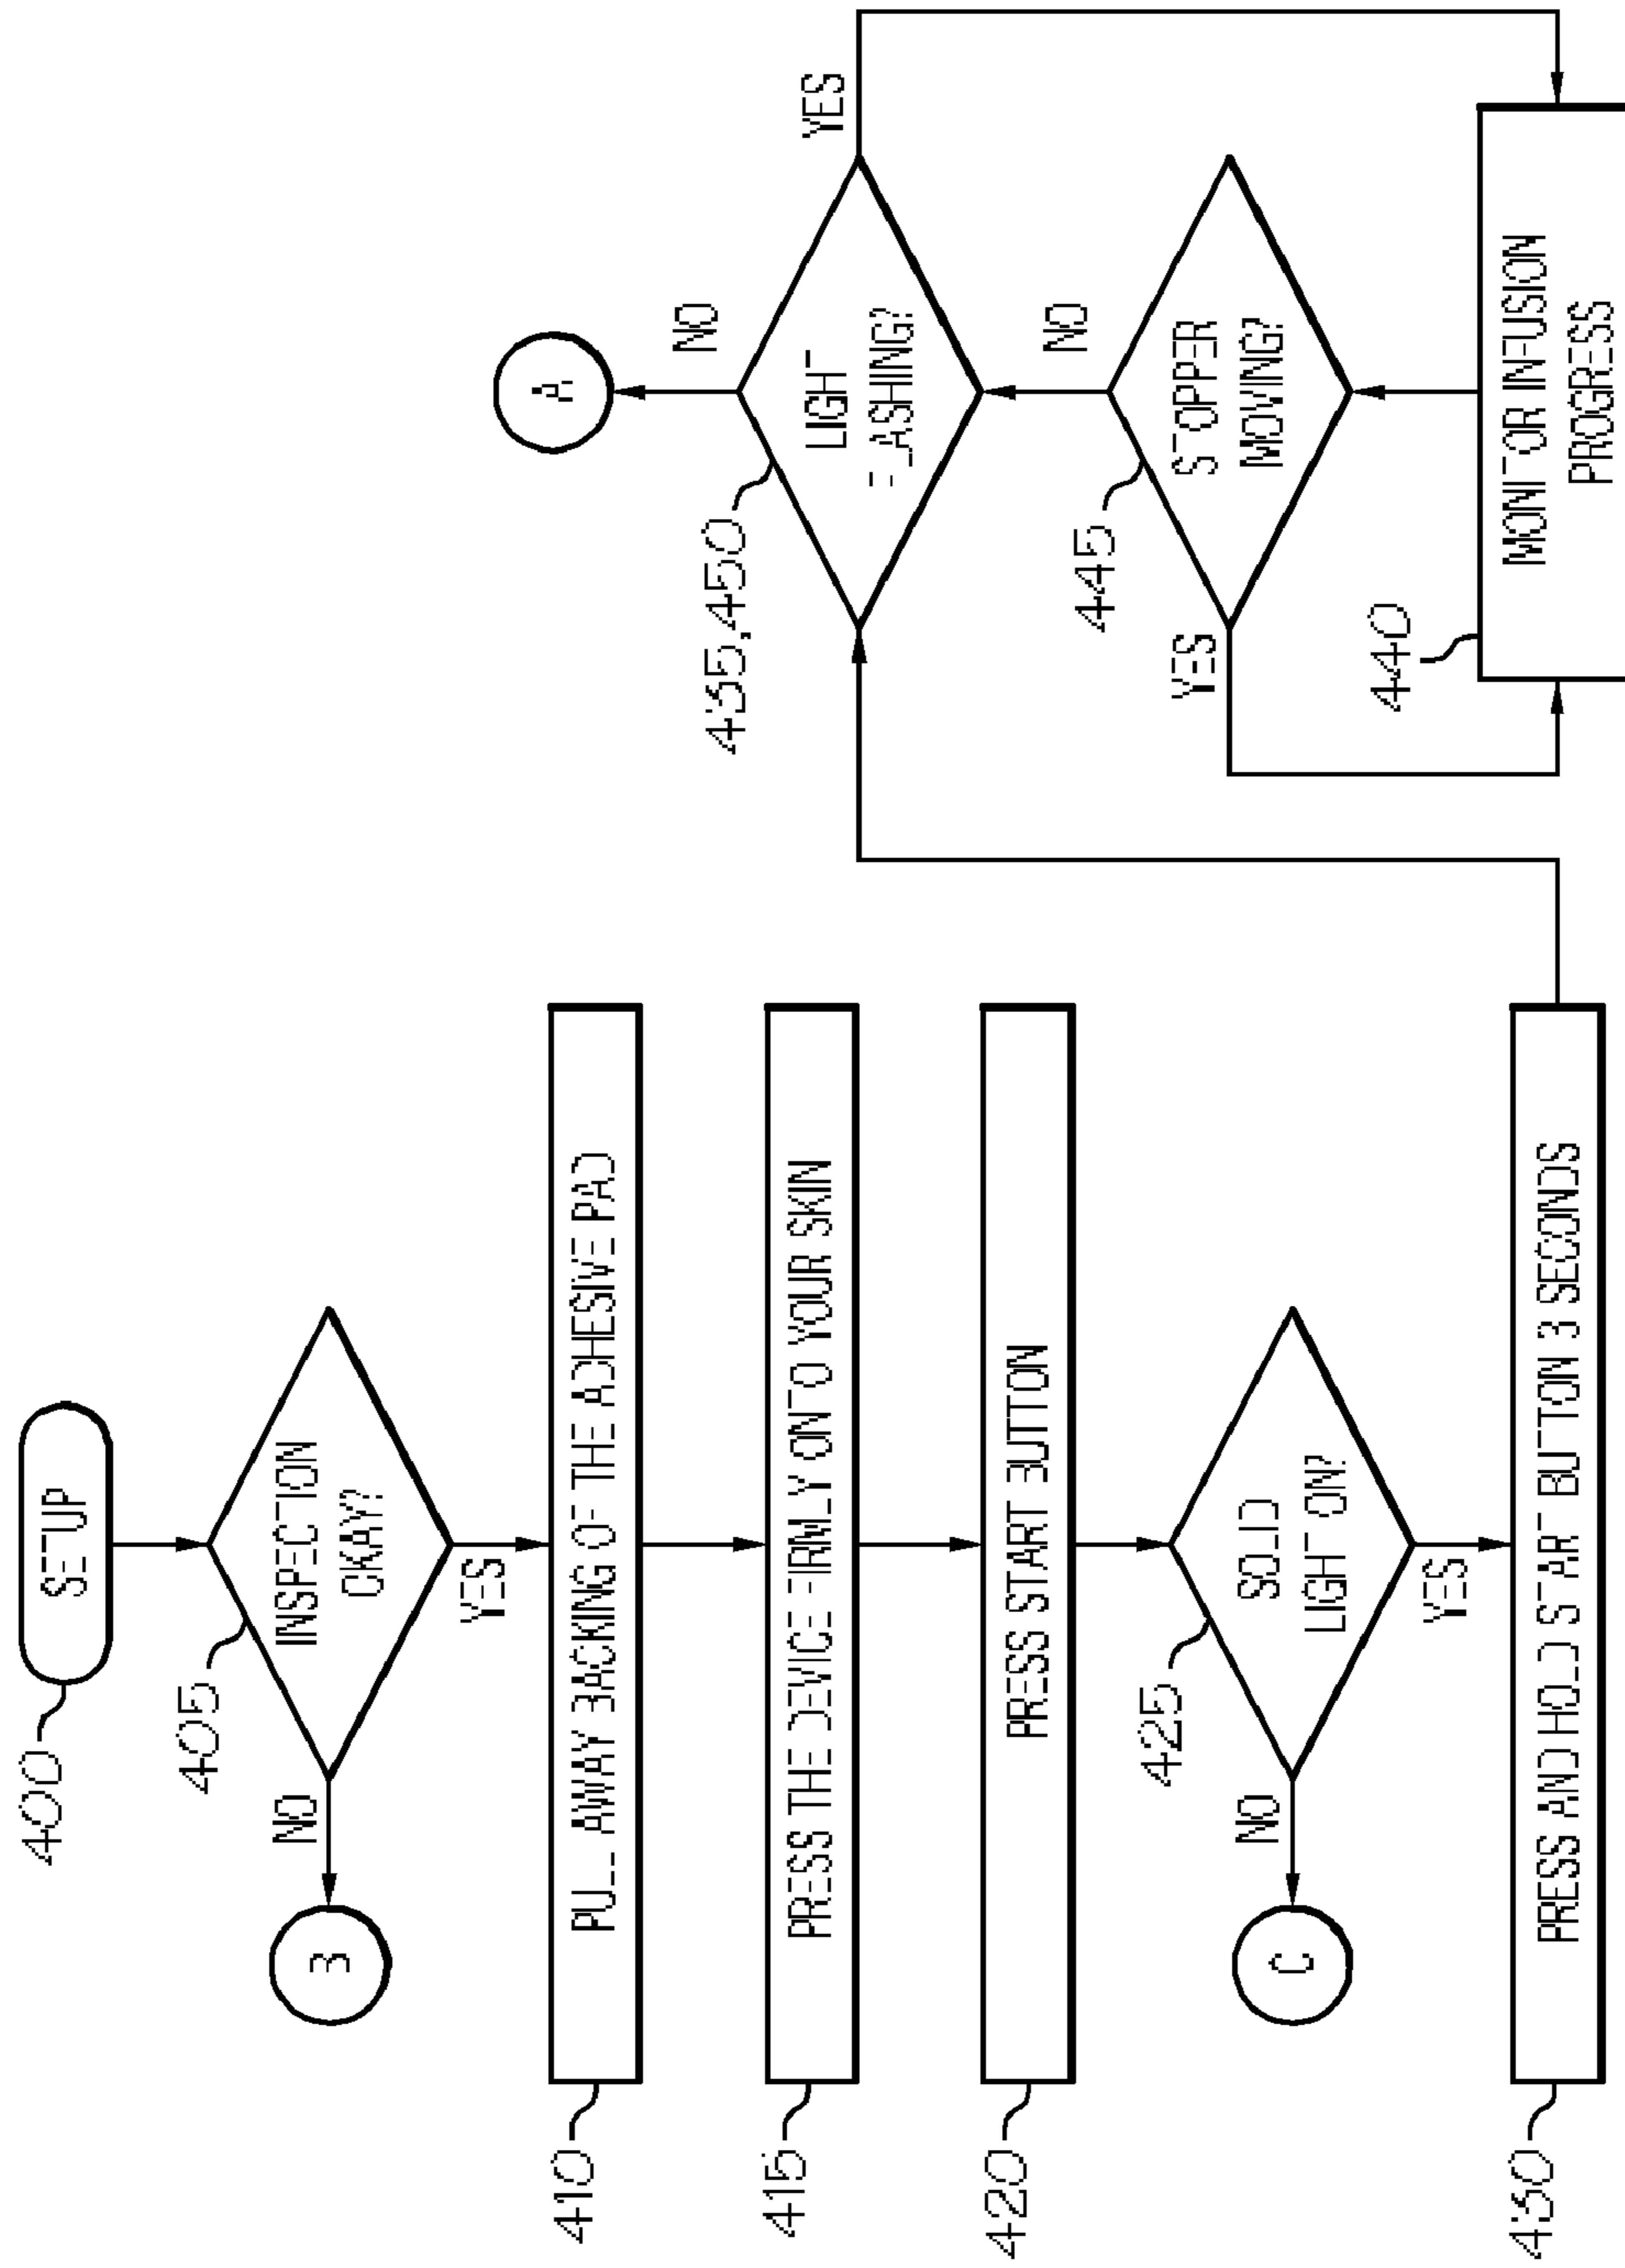 400
SETUP
405
INSPECTION
OKAY?
NO
B
YES
410
PULL AWAY BACKING OF THE ADHESIVE PAD
415
PRESS THE DEVICE FIRMLY ONTO YOUR SKIN
420
PRESS START BUTTON
425
SOLID
LIGHT ON?
NO
C
YES
430
PRESS AND HOLD START BUTTON 3 SECONDS
A
NO
435,450
LIGHT
FLASHING?
YES
NO
445
STOPPER
MOVING?
YES
440
MONITOR INFUSION
PROGRESS